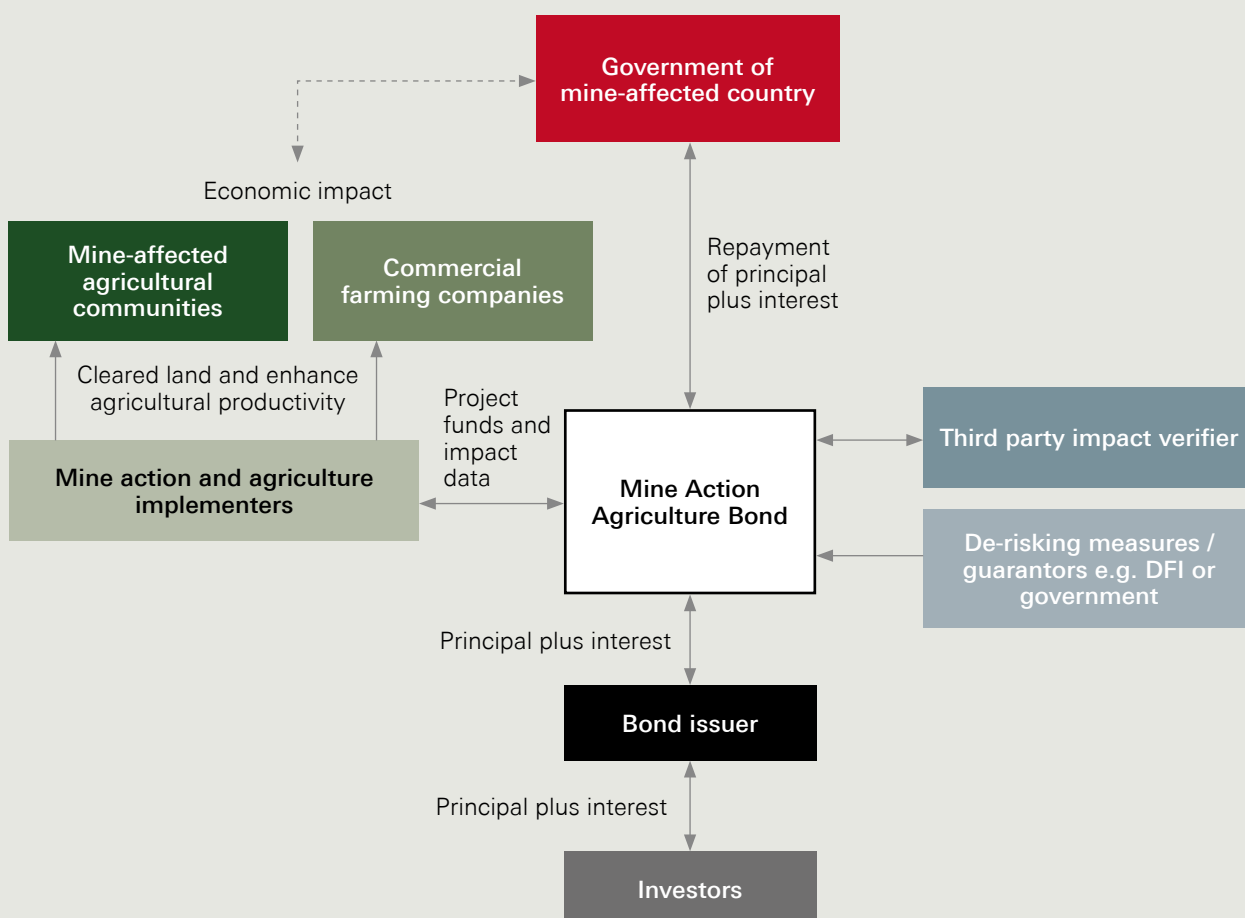 Government of
mine-affected country
Economic impact
Mine-affected
agricultural
communities
Commercial
farming companies
Repayment
of principal
plus interest
Cleared land and enhance
agricultural productivity
Project
funds and
impact
data
Mine action and agriculture
implementers
Mine Action
Agriculture Bond
Third party impact verifier
De-risking measures /
guarantors e.g. DFI or
government
Principal plus interest
Bond issuer
Principal plus interest
Investors